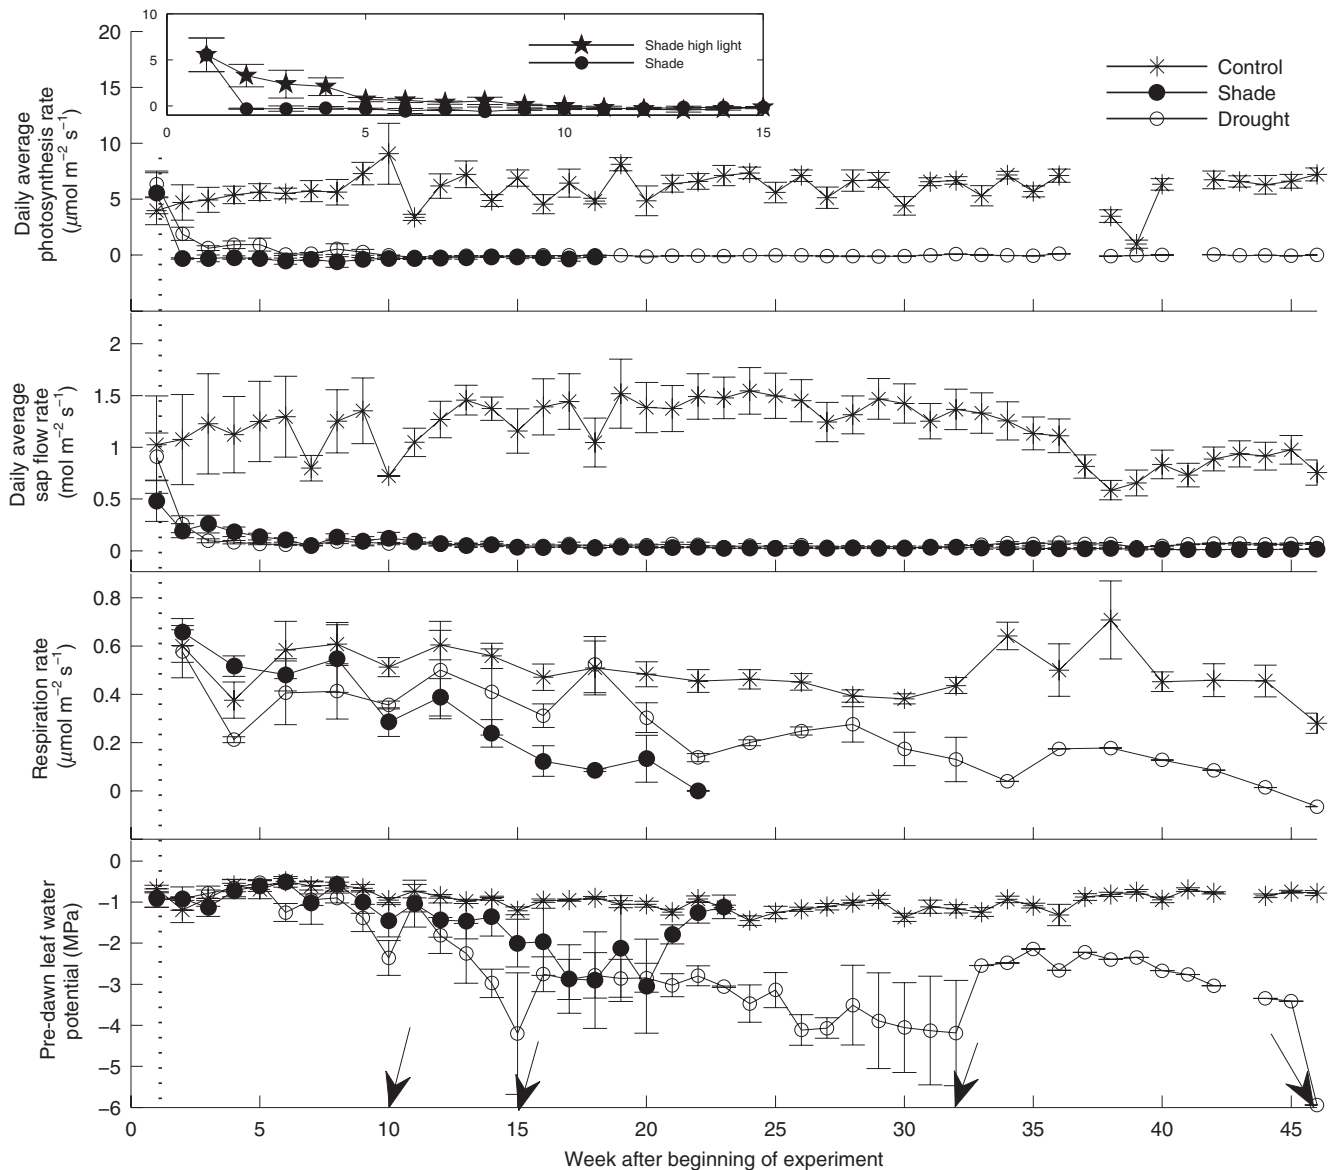 20
15
10
5
0
Daily average
photosynthesis rate
(μmol m⁻² s⁻¹)
10
5
0
0
5
10
15
Shade high light
Shade
Control
Shade
Drought
2
1.5
1
0.5
0
Daily average
sap flow rate
(mol m⁻² s⁻¹)
0.8
0.6
0.4
0.2
0
Respiration rate
(μmol m⁻² s⁻¹)
0
−1
−2
−3
−4
−5
−6
Pre-dawn leaf water
potential (MPa)
0
5
10
15
20
25
30
35
40
45
Week after beginning of experiment